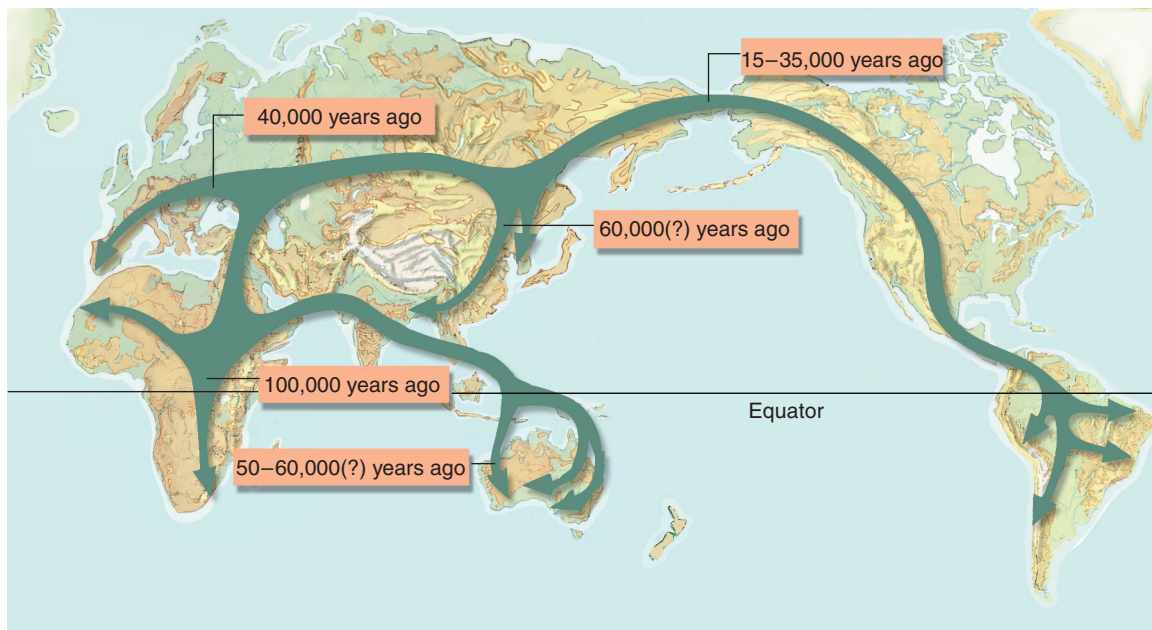 15–35,000 years ago
40,000 years ago
60,000(?) years ago
100,000 years ago
Equator
50–60,000(?) years ago